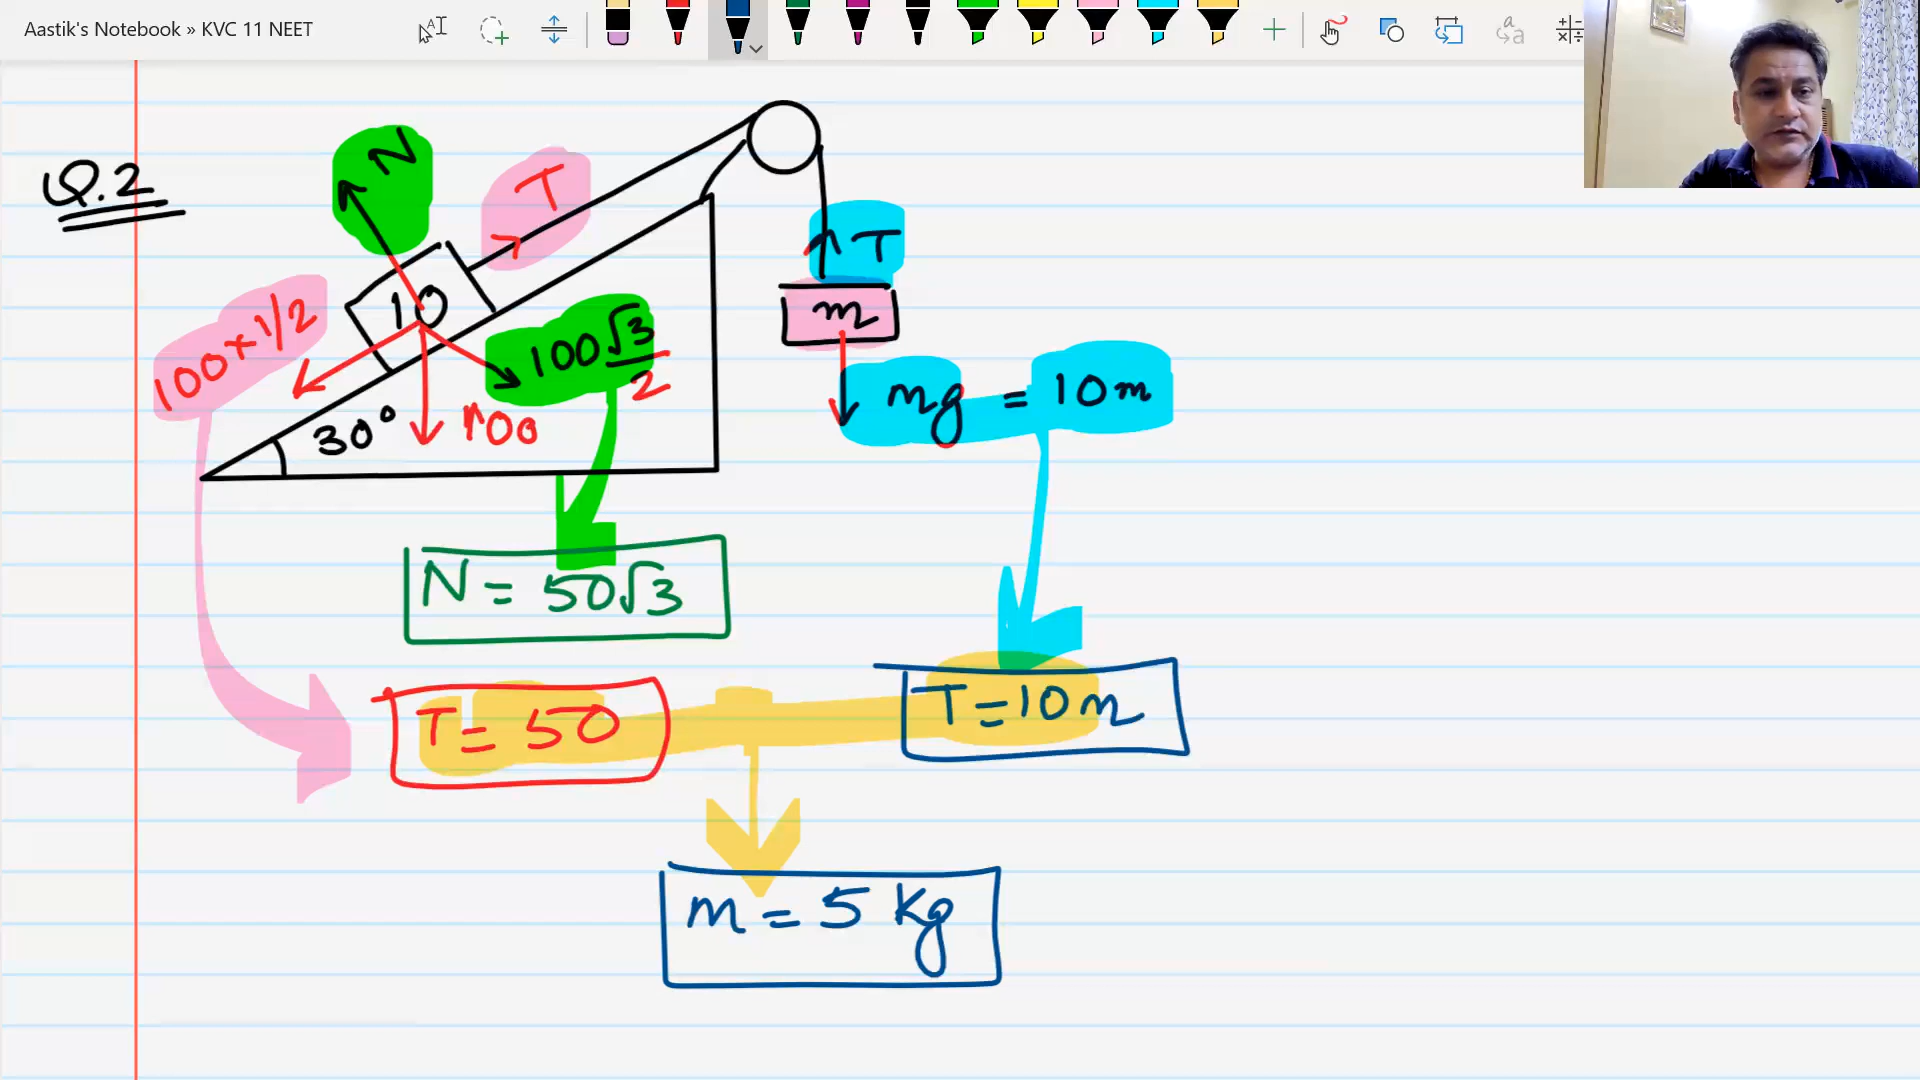 Aastik's Notebook » KVC 11 NEET
Q.2
N
T
T
10
m
100×1/2
100√3/2
30°
100
mg = 10m
N = 50√3
T = 50
T = 10m
m = 5 Kg